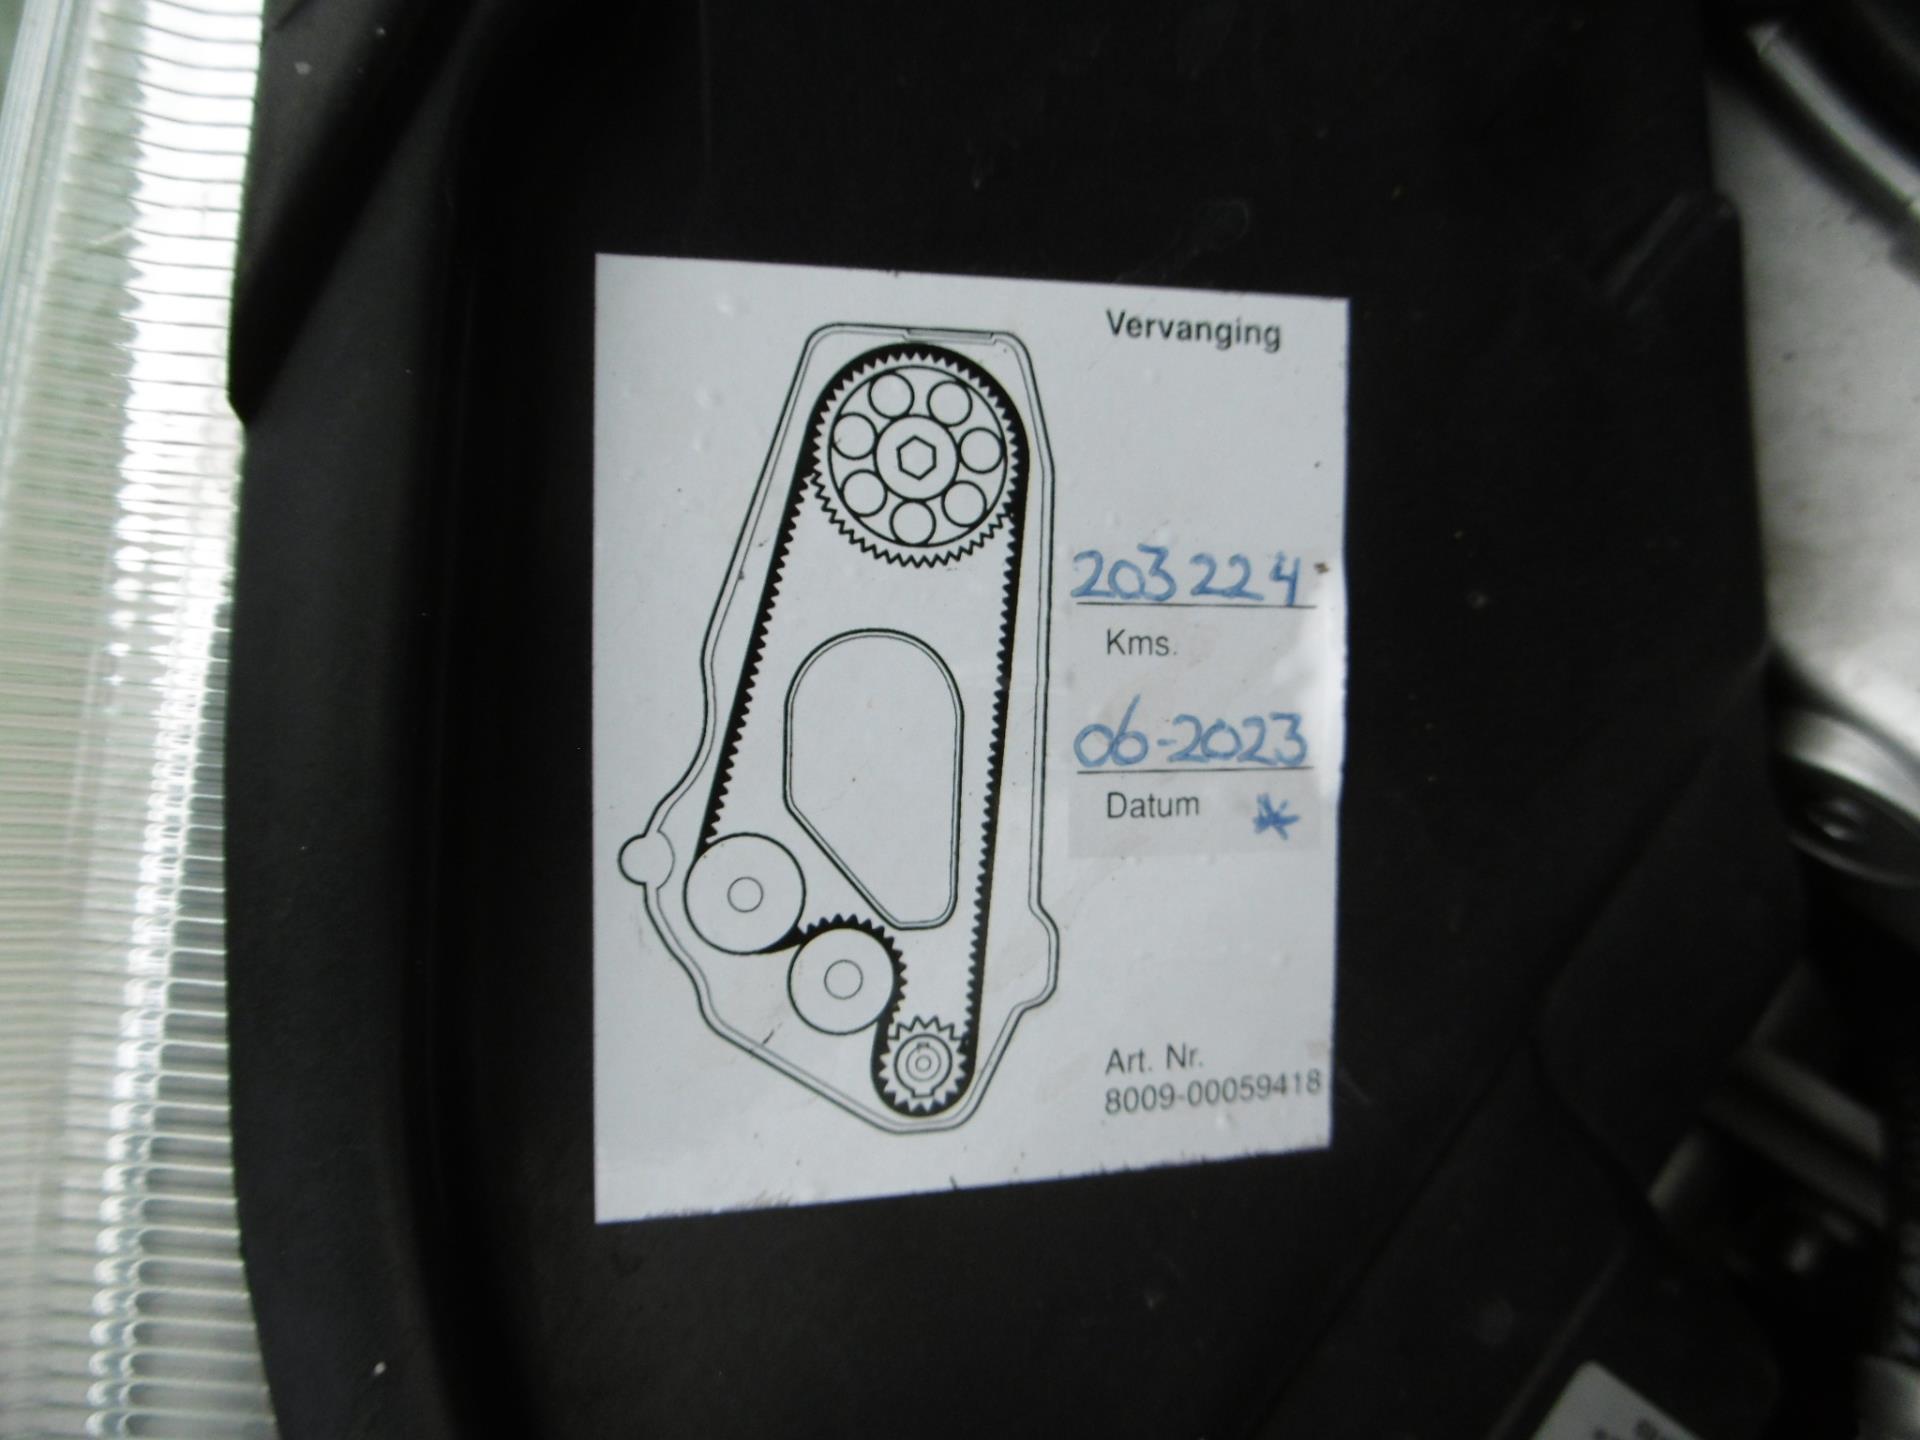 Vervanging
203224
Kms.
06-2023
Datum *
Art. Nr.
8009-00059418